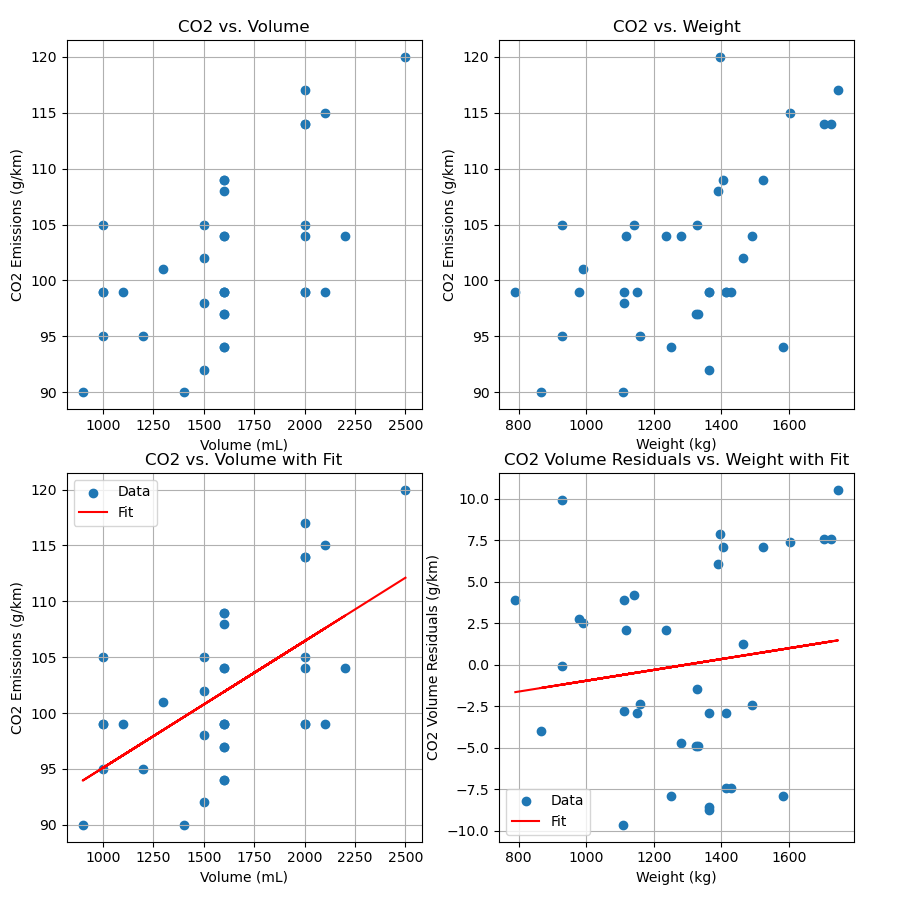 CO2 vs. Volume
CO2 Emissions (g/km)
120
115
110
105
100
95
90
1000 1250 1500 1750 2000 2250 2500
Volume (mL)
CO2 vs. Weight
CO2 Emissions (g/km)
120
115
110
105
100
95
90
800 1000 1200 1400 1600
Weight (kg)
CO2 vs. Volume with Fit
Data
Fit
CO2 Emissions (g/km)
120
115
110
105
100
95
90
1000 1250 1500 1750 2000 2250 2500
Volume (mL)
CO2 Volume Residuals vs. Weight with Fit
CO2 Volume Residuals (g/km)
10.0
7.5
5.0
2.5
0.0
−2.5
−5.0
−7.5
−10.0
Data
Fit
800 1000 1200 1400 1600
Weight (kg)